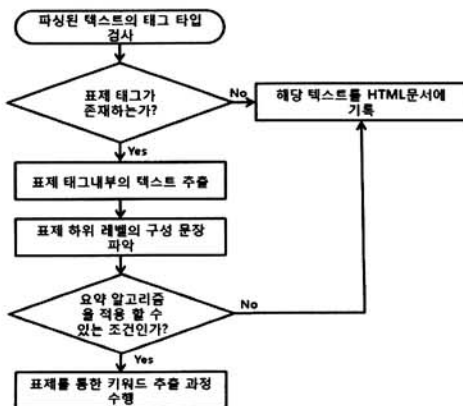 파싱된 텍스트의 태그 타입
검사
표제 태그가
존재하는가?
No
해당 텍스트를 HTML문서에
기록
Yes
표제 태그내부의 텍스트 추출
표제 하위 레벨의 구성 문장
파악
요약 알고리즘
을 적용 할 수
있는 조건인가?
No
Yes
표제를 통한 키워드 추출 과정
수행